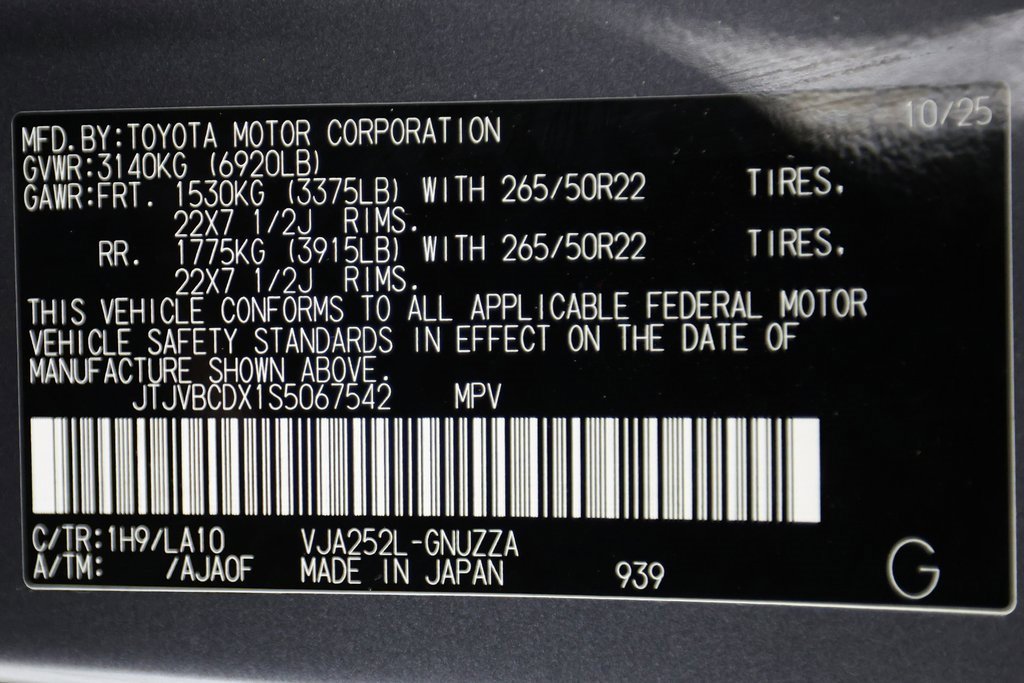 10/25
MFD. BY: TOYOTA MOTOR CORPORATION
GVWR: 3140KG (6920LB)
GAWR: FRT. 1530KG (3375LB) WITH 265/50R22 TIRES.
22X7 1/2J RIMS.
RR. 1775KG (3915LB) WITH 265/50R22 TIRES.
22X7 1/2J RIMS.
THIS VEHICLE CONFORMS TO ALL APPLICABLE FEDERAL MOTOR
VEHICLE SAFETY STANDARDS IN EFFECT ON THE DATE OF
MANUFACTURE SHOWN ABOVE.
JTJVBCDX1S5067542 MPV
C/TR: 1H9/LA10 VJA252L-GNUZZA
A/TM: /AJA0F MADE IN JAPAN 939
G